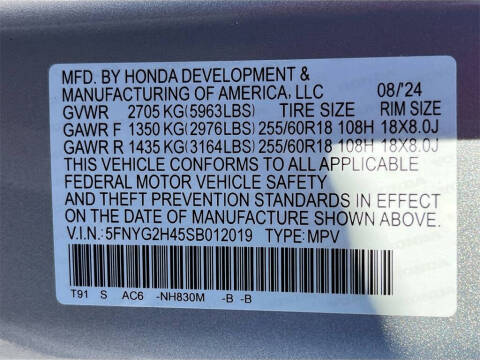 MFD. BY HONDA DEVELOPMENT &
MANUFACTURING OF AMERICA, LLC 08/'24
GVWR 2705 KG(5963LBS) TIRE SIZE RIM SIZE
GAWR F 1350 KG(2976LBS) 255/60R18 108H 18X8.0J
GAWR R 1435 KG(3164LBS) 255/60R18 108H 18X8.0J
THIS VEHICLE CONFORMS TO ALL APPLICABLE
FEDERAL MOTOR VEHICLE SAFETY
AND THEFT PREVENTION STANDARDS IN EFFECT
ON THE DATE OF MANUFACTURE SHOWN ABOVE.
V.I.N.: 5FNYG2H45SB012019 TYPE: MPV
T91 S AC6 -NH830M -B -B